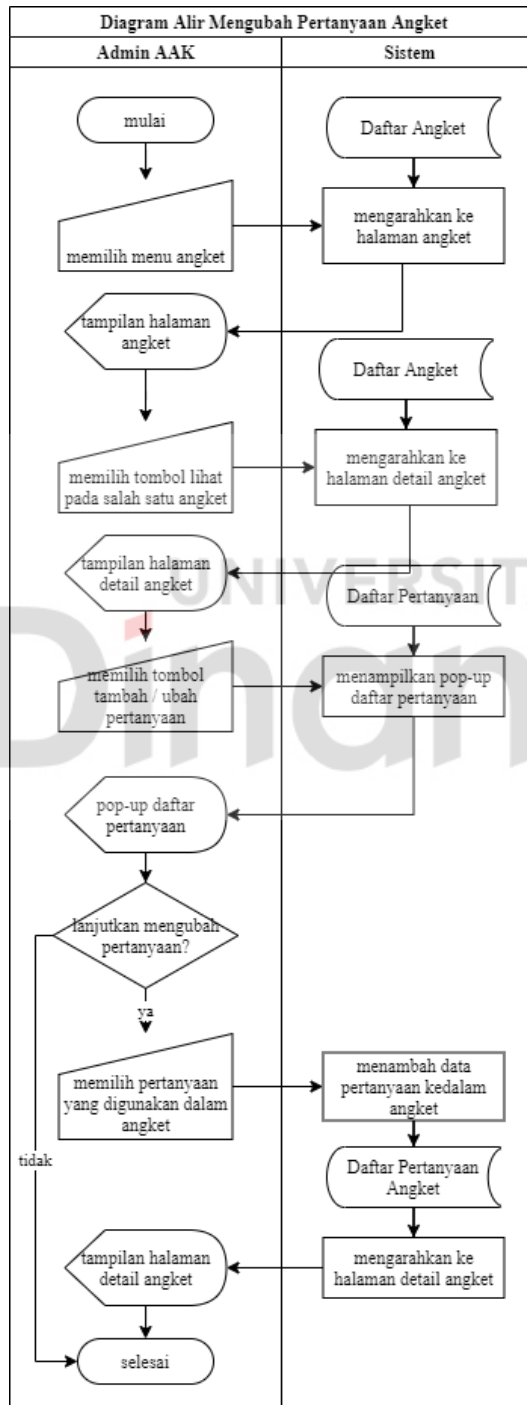 Diagram Alir Mengubah Pertanyaan Angket
Admin AAK
Sistem
mulai
Daftar Angket
memilih menu angket
mengarahkan ke
halaman angket
tampilan halaman
angket
Daftar Angket
memilih tombol lihat
pada salah satu angket
mengarahkan ke
halaman detail angket
tampilan halaman
detail angket
UNIVERSIT
Daftar Pertanyaan
Dinam
memilih tombol
tambah / ubah
pertanyaan
menampilkan pop-up
daftar pertanyaan
pop-up daftar
pertanyaan
lanjutkan mengubah
pertanyaan?
ya
memilih pertanyaan
yang digunakan dalam
angket
menambah data
pertanyaan kedalam
angket
tidak
Daftar Pertanyaan
Angket
mengarahkan ke
halaman detail angket
tampilan halaman
detail angket
selesai